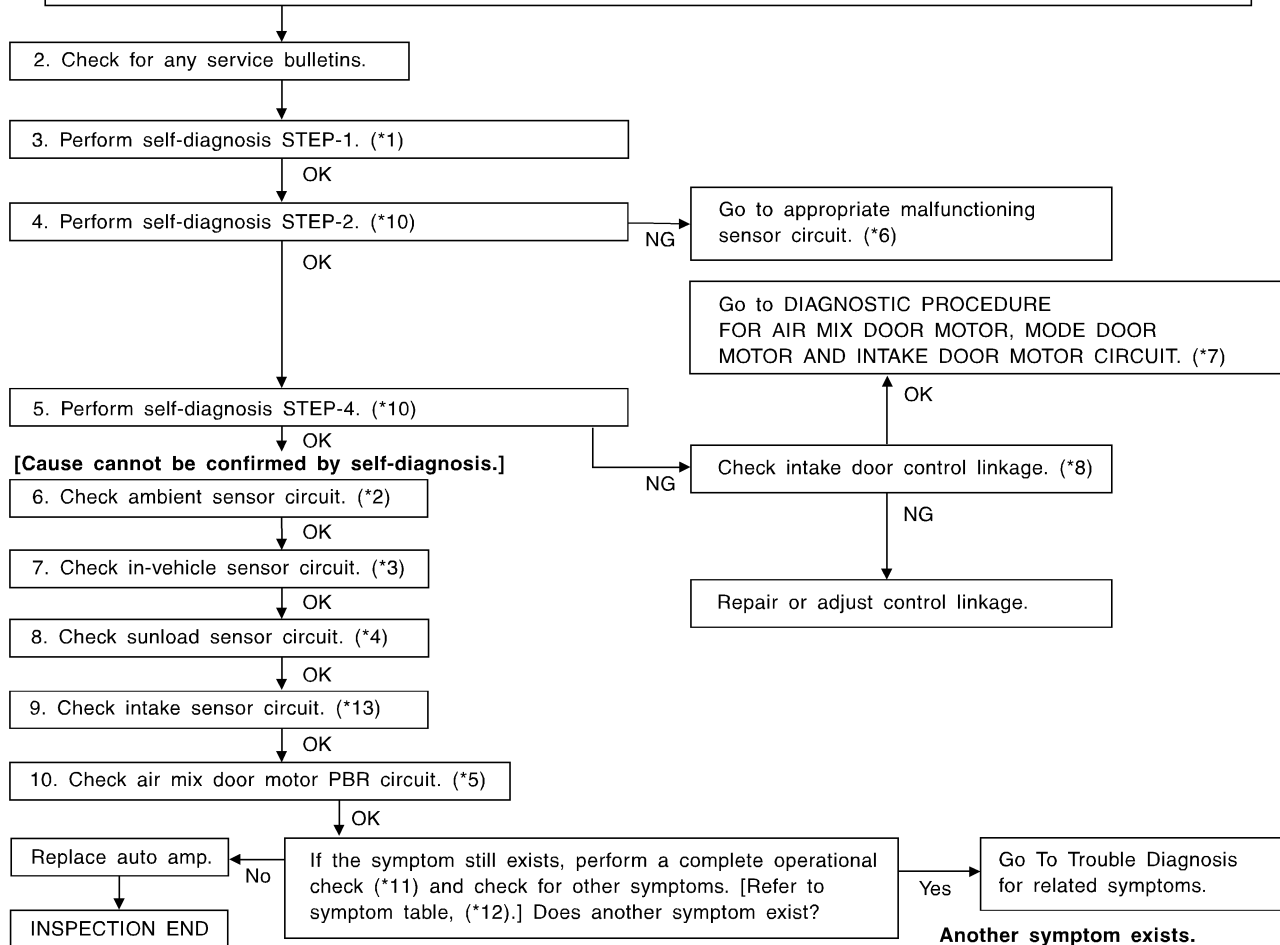 2. Check for any service bulletins.
3. Perform self-diagnosis STEP-1. (*1)
OK
4. Perform self-diagnosis STEP-2. (*10)
NG
Go to appropriate malfunctioning
sensor circuit. (*6)
OK
Go to DIAGNOSTIC PROCEDURE
FOR AIR MIX DOOR MOTOR, MODE DOOR
MOTOR AND INTAKE DOOR MOTOR CIRCUIT. (*7)
OK
5. Perform self-diagnosis STEP-4. (*10)
OK
[Cause cannot be confirmed by self-diagnosis.]
NG
Check intake door control linkage. (*8)
NG
Repair or adjust control linkage.
6. Check ambient sensor circuit. (*2)
OK
7. Check in-vehicle sensor circuit. (*3)
OK
8. Check sunload sensor circuit. (*4)
OK
9. Check intake sensor circuit. (*13)
OK
10. Check air mix door motor PBR circuit. (*5)
OK
If the symptom still exists, perform a complete operational
check (*11) and check for other symptoms. [Refer to
symptom table, (*12).] Does another symptom exist?
No
Replace auto amp.
INSPECTION END
Yes
Go To Trouble Diagnosis
for related symptoms.
Another symptom exists.